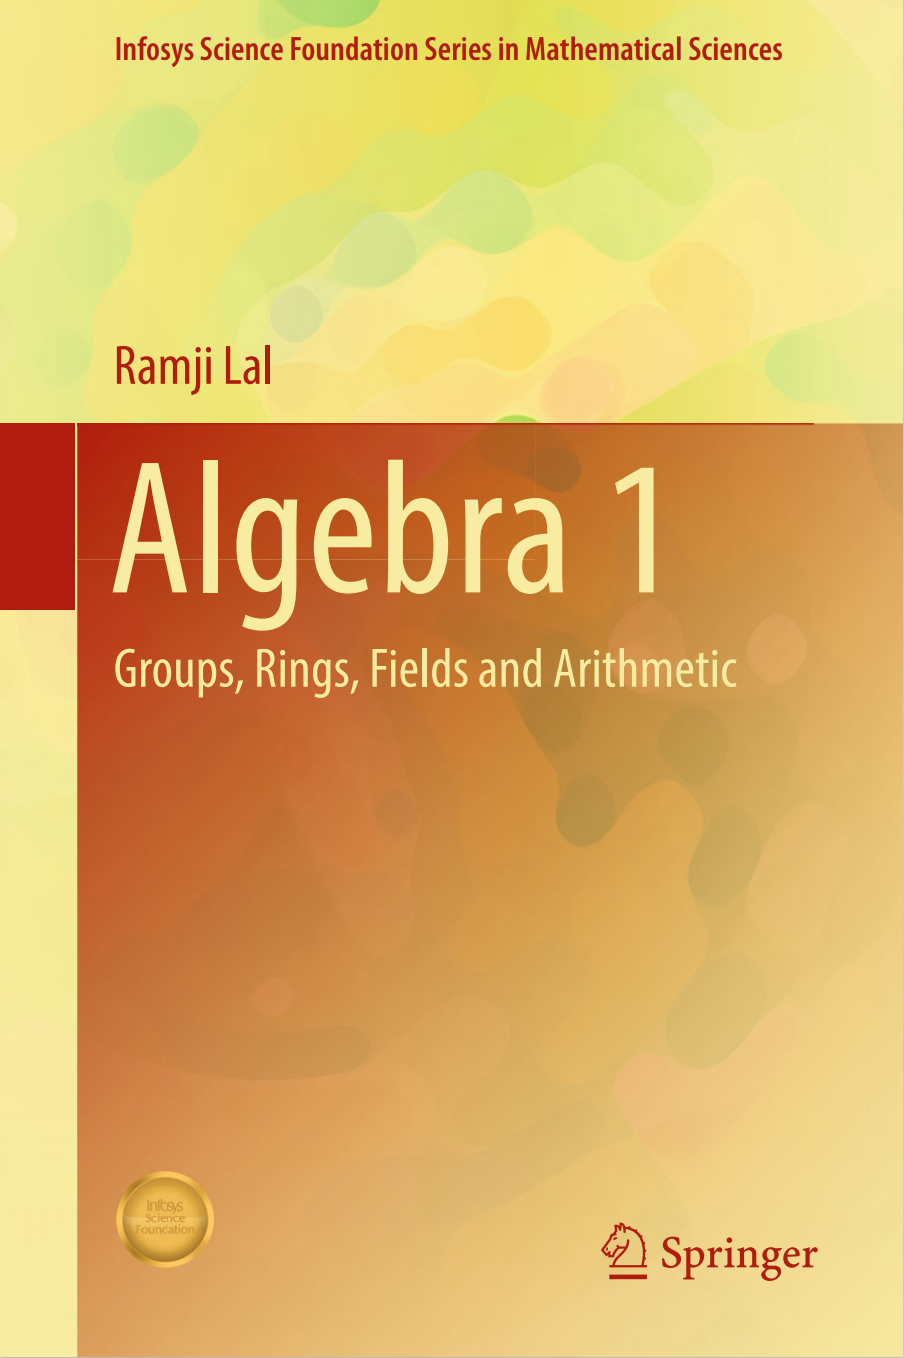 Infosys Science Foundation Series in Mathematical Sciences
Ramji Lal
Algebra 1
Groups, Rings, Fields and Arithmetic
Infosys
Science
Foundation
Springer